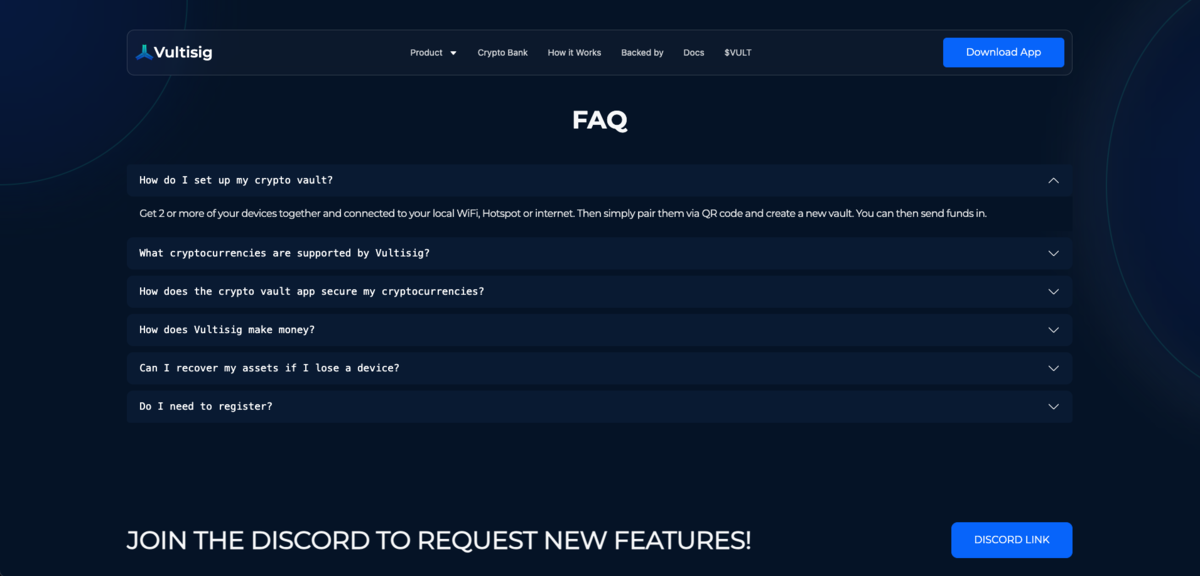 Vultisig
Product
Crypto Bank
How it Works
Backed by
Docs
$VULT
Download App
FAQ
How do I set up my crypto vault?
Get 2 or more of your devices together and connected to your local WiFi, Hotspot or internet. Then simply pair them via QR code and create a new vault. You can then send funds in.
What cryptocurrencies are supported by Vultisig?
How does the crypto vault app secure my cryptocurrencies?
How does Vultisig make money?
Can I recover my assets if I lose a device?
Do I need to register?
JOIN THE DISCORD TO REQUEST NEW FEATURES!
DISCORD LINK